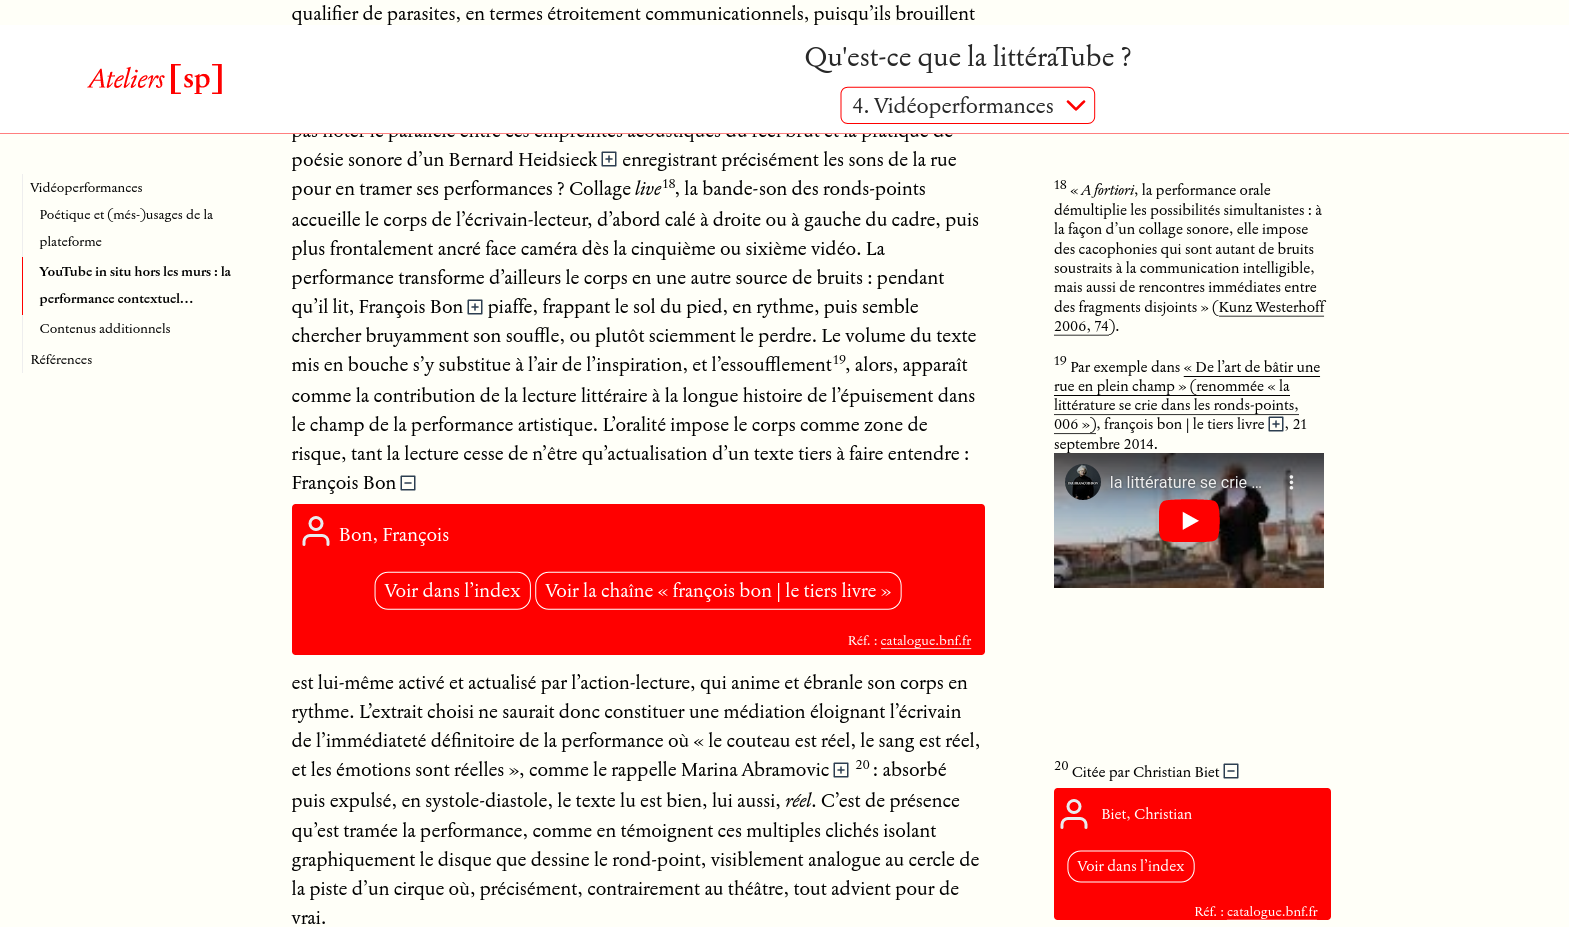 qualifier de parasites, en termes étroitement communicationnels, puisqu’ils brouillent
Ateliers [sp]
Qu'est-ce que la littéraTube ?
4. Vidéoperformances
pas noter le parallèle entre ces empreintes acoustiques du réel brut et la pratique de
poésie sonore d’un Bernard Heidsieck enregistrant précisément les sons de la rue
pour en tramer ses performances ? Collage live18, la bande-son des ronds-points
accueille le corps de l’écrivain-lecteur, d’abord calé à droite ou à gauche du cadre, puis
plus frontalement ancré face caméra dès la cinquième ou sixième vidéo. La
performance transforme d’ailleurs le corps en une autre source de bruits : pendant
qu’il lit, François Bon piaffe, frappant le sol du pied, en rythme, puis semble
chercher bruyamment son souffle, ou plutôt sciemment le perdre. Le volume du texte
mis en bouche s’y substitue à l’air de l’inspiration, et l’essoufflement19, alors, apparaît
comme la contribution de la lecture littéraire à la longue histoire de l’épuisement dans
le champ de la performance artistique. L’oralité impose le corps comme zone de
risque, tant la lecture cesse de n’être qu’actualisation d’un texte tiers à faire entendre :
François Bon
Bon, François
Voir dans l’index
Voir la chaîne « françois bon | le tiers livre »
Réf. : catalogue.bnf.fr
est lui-même activé et actualisé par l’action-lecture, qui anime et ébranle son corps en
rythme. L’extrait choisi ne saurait donc constituer une médiation éloignant l’écrivain
de l’immédiateté définitoire de la performance où « le couteau est réel, le sang est réel,
et les émotions sont réelles », comme le rappelle Marina Abramovic 20 : absorbé
puis expulsé, en systole-diastole, le texte lu est bien, lui aussi, réel. C’est de présence
qu’est tramée la performance, comme en témoignent ces multiples clichés isolant
graphiquement le disque que dessine le rond-point, visiblement analogue au cercle de
la piste d’un cirque où, précisément, contrairement au théâtre, tout advient pour de
vrai.
Vidéoperformances
Poétique et (més-)usages de la
plateforme
YouTube in situ hors les murs : la
performance contextuel…
Contenus additionnels
Références
18 « A fortiori, la performance orale
démultiplie les possibilités simultanistes : à
la façon d’un collage sonore, elle impose
des cacophonies qui sont autant de bruits
soustraits à la communication intelligible,
mais aussi de rencontres immédiates entre
des fragments disjoints » (Kunz Westerhoff
2006, 74).
19 Par exemple dans « De l’art de bâtir une
rue en plein champ » (renommée « la
littérature se crie dans les ronds-points,
006 »), françois bon | le tiers livre , 21
septembre 2014.
la littérature se crie …
20 Citée par Christian Biet
Biet, Christian
Voir dans l’index
Réf. : catalogue.bnf.fr